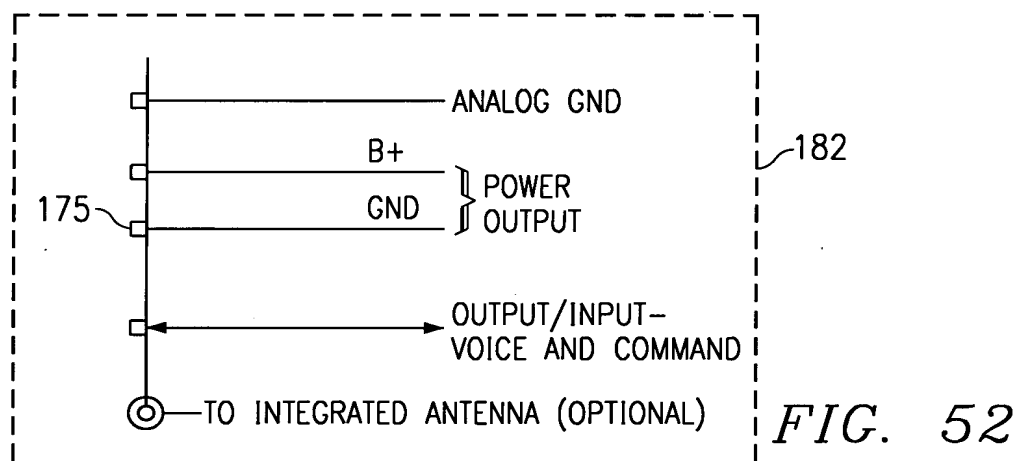 ANALOG GND
B+
182
POWER
175
GND
OUTPUT
OUTPUT/INPUT-
VOICE AND COMMAND
TO INTEGRATED ANTENNA (OPTIONAL)
FIG. 52